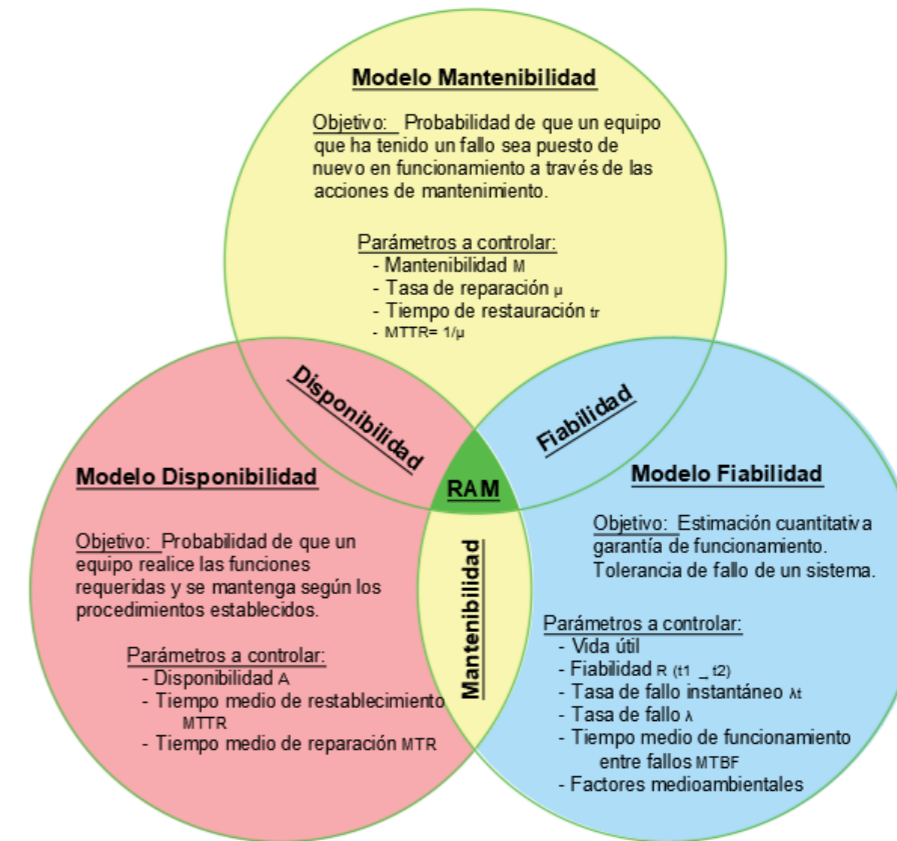 Modelo Mantenibilidad
Objetivo: Probabilidad de que un equipo
que ha tenido un fallo sea puesto de
nuevo en funcionamiento a través de las
acciones de mantenimiento.
Parámetros a controlar:
- Mantenibilidad M
- Tasa de reparación µ
- Tiempo de restauración tr
- MTTR= 1/µ
Disponibilidad
Fiabilidad
RAM
Mantenibilidad
Modelo Disponibilidad
Objetivo: Probabilidad de que un
equipo realice las funciones
requeridas y se mantenga según los
procedimientos establecidos.
Parámetros a controlar:
- Disponibilidad A
- Tiempo medio de restablecimiento
MTTR
- Tiempo medio de reparación MTR
Modelo Fiabilidad
Objetivo: Estimación cuantitativa
garantía de funcionamiento.
Tolerancia de fallo de un sistema.
Parámetros a controlar:
- Vida útil
- Fiabilidad R (t1 _ t2)
- Tasa de fallo instantáneo λt
- Tasa de fallo λ
- Tiempo medio de funcionamiento
entre fallos MTBF
- Factores medioambientales